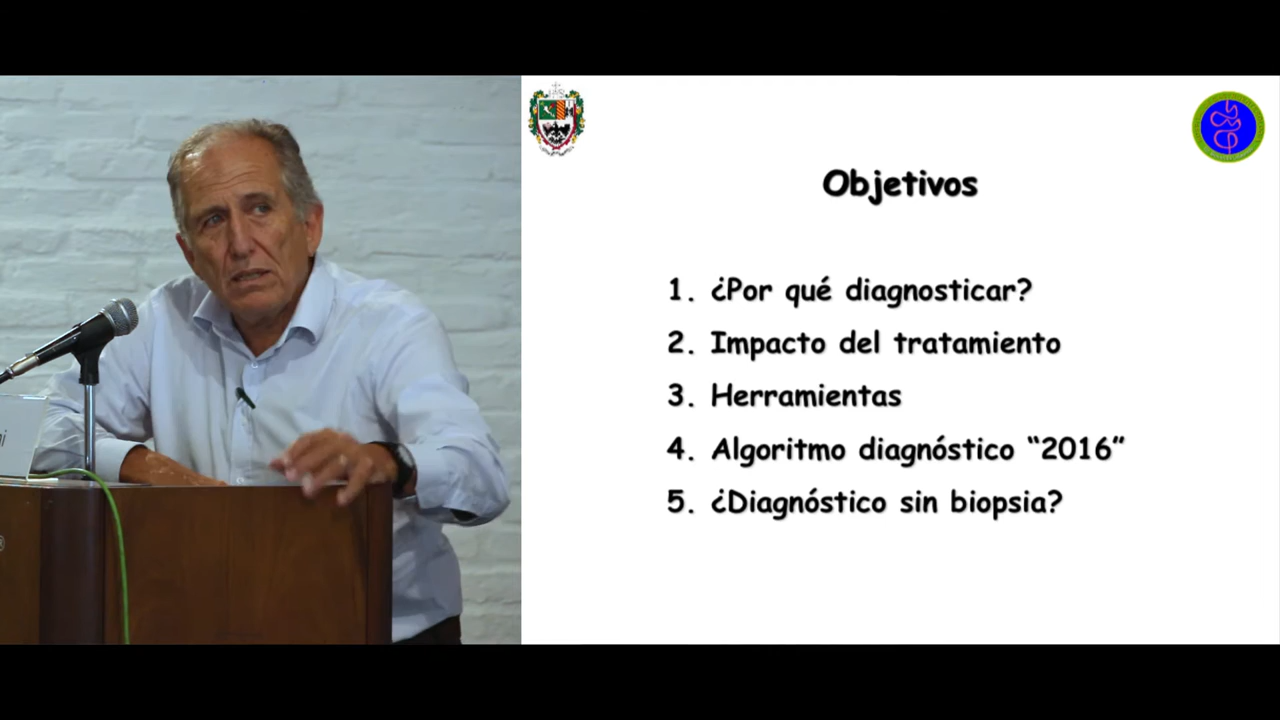 Objetivos
1. ¿Por qué diagnosticar?
2. Impacto del tratamiento
3. Herramientas
4. Algoritmo diagnóstico “2016”
5. ¿Diagnóstico sin biopsia?